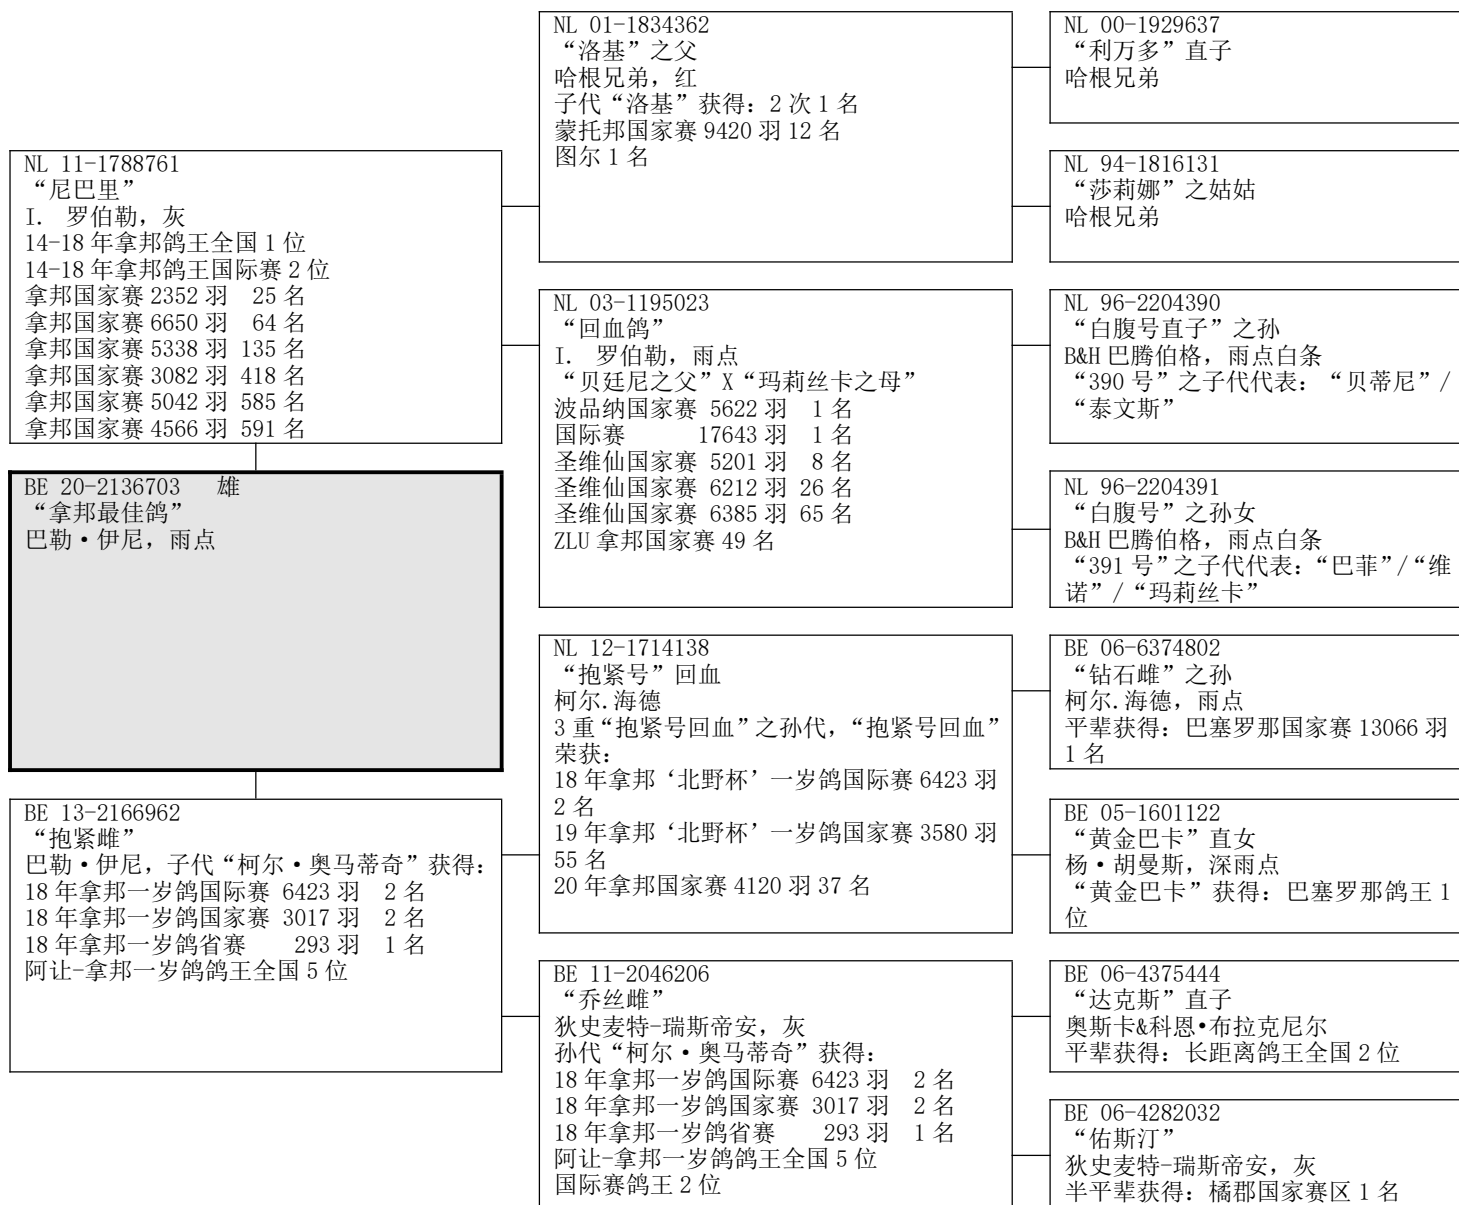 NL 11-1788761
“尼巴里”
I. 罗伯勒，灰
14-18 年拿邦鸽王全国 1 位
14-18 年拿邦鸽王国际赛 2 位
拿邦国家赛 2352 羽 25 名
拿邦国家赛 6650 羽 64 名
拿邦国家赛 5338 羽 135 名
拿邦国家赛 3082 羽 418 名
拿邦国家赛 5042 羽 585 名
拿邦国家赛 4566 羽 591 名
BE 20-2136703 雄
“拿邦最佳鸽”
巴勒•伊尼，雨点
BE 13-2166962
“抱紧雌”
巴勒•伊尼，子代“柯尔•奥马蒂奇”获得：
18 年拿邦一岁鸽国际赛 6423 羽 2 名
18 年拿邦一岁鸽国家赛 3017 羽 2 名
18 年拿邦一岁鸽省赛 293 羽 1 名
阿让-拿邦一岁鸽鸽王全国 5 位
NL 01-1834362
“洛基”之父
哈根兄弟，红
子代“洛基”获得：2 次 1 名
蒙托邦国家赛 9420 羽 12 名
图尔 1 名
NL 03-1195023
“回血鸽”
I. 罗伯勒，雨点
“贝廷尼之父”X“玛莉丝卡之母”
波品纳国家赛 5622 羽 1 名
国际赛 17643 羽 1 名
圣维仙国家赛 5201 羽 8 名
圣维仙国家赛 6212 羽 26 名
圣维仙国家赛 6385 羽 65 名
ZLU 拿邦国家赛 49 名
NL 12-1714138
“抱紧号”回血
柯尔.海德
3 重“抱紧号回血”之孙代，“抱紧号回血”
荣获：
18 年拿邦‘北野杯’一岁鸽国际赛 6423 羽
2 名
19 年拿邦‘北野杯’一岁鸽国家赛 3580 羽
55 名
20 年拿邦国家赛 4120 羽 37 名
BE 11-2046206
“乔丝雌”
狄史麦特-瑞斯帝安，灰
孙代“柯尔•奥马蒂奇”获得：
18 年拿邦一岁鸽国际赛 6423 羽 2 名
18 年拿邦一岁鸽国家赛 3017 羽 2 名
18 年拿邦一岁鸽省赛 293 羽 1 名
阿让-拿邦一岁鸽鸽王全国 5 位
国际赛鸽王 2 位
NL 00-1929637
“利万多”直子
哈根兄弟
NL 94-1816131
“莎莉娜”之姑姑
哈根兄弟
NL 96-2204390
“白腹号直子”之孙
B&H 巴腾伯格，雨点白条
“390 号”之子代代表：“贝蒂尼”/
“泰文斯”
NL 96-2204391
“白腹号”之孙女
B&H 巴腾伯格，雨点白条
“391 号”之子代代表：“巴菲”/“维
诺”/“玛莉丝卡”
BE 06-6374802
“钻石雌”之孙
柯尔.海德，雨点
平辈获得：巴塞罗那国家赛 13066 羽
1 名
BE 05-1601122
“黄金巴卡”直女
杨•胡曼斯，深雨点
“黄金巴卡”获得：巴塞罗那鸽王 1
位
BE 06-4375444
“达克斯”直子
奥斯卡&科恩•布拉克尼尔
平辈获得：长距离鸽王全国 2 位
BE 06-4282032
“佑斯汀”
狄史麦特-瑞斯帝安，灰
半平辈获得：橘郡国家赛区 1 名